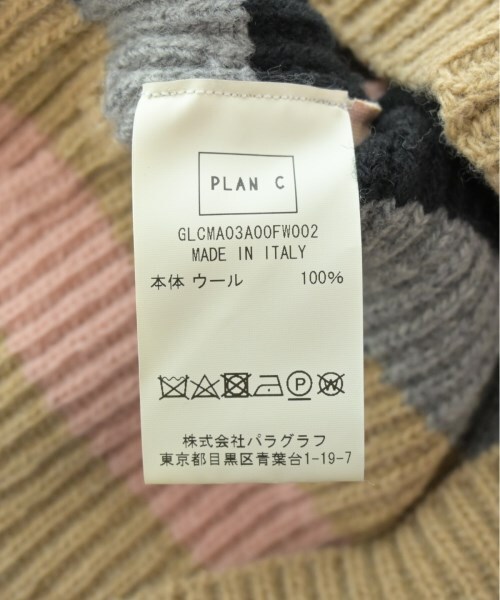 PLAN C
GLCMA03A00FW002
MADE IN ITALY
本体 ウール 100%
株式会社パラグラフ
東京都目黒区青葉台1-19-7